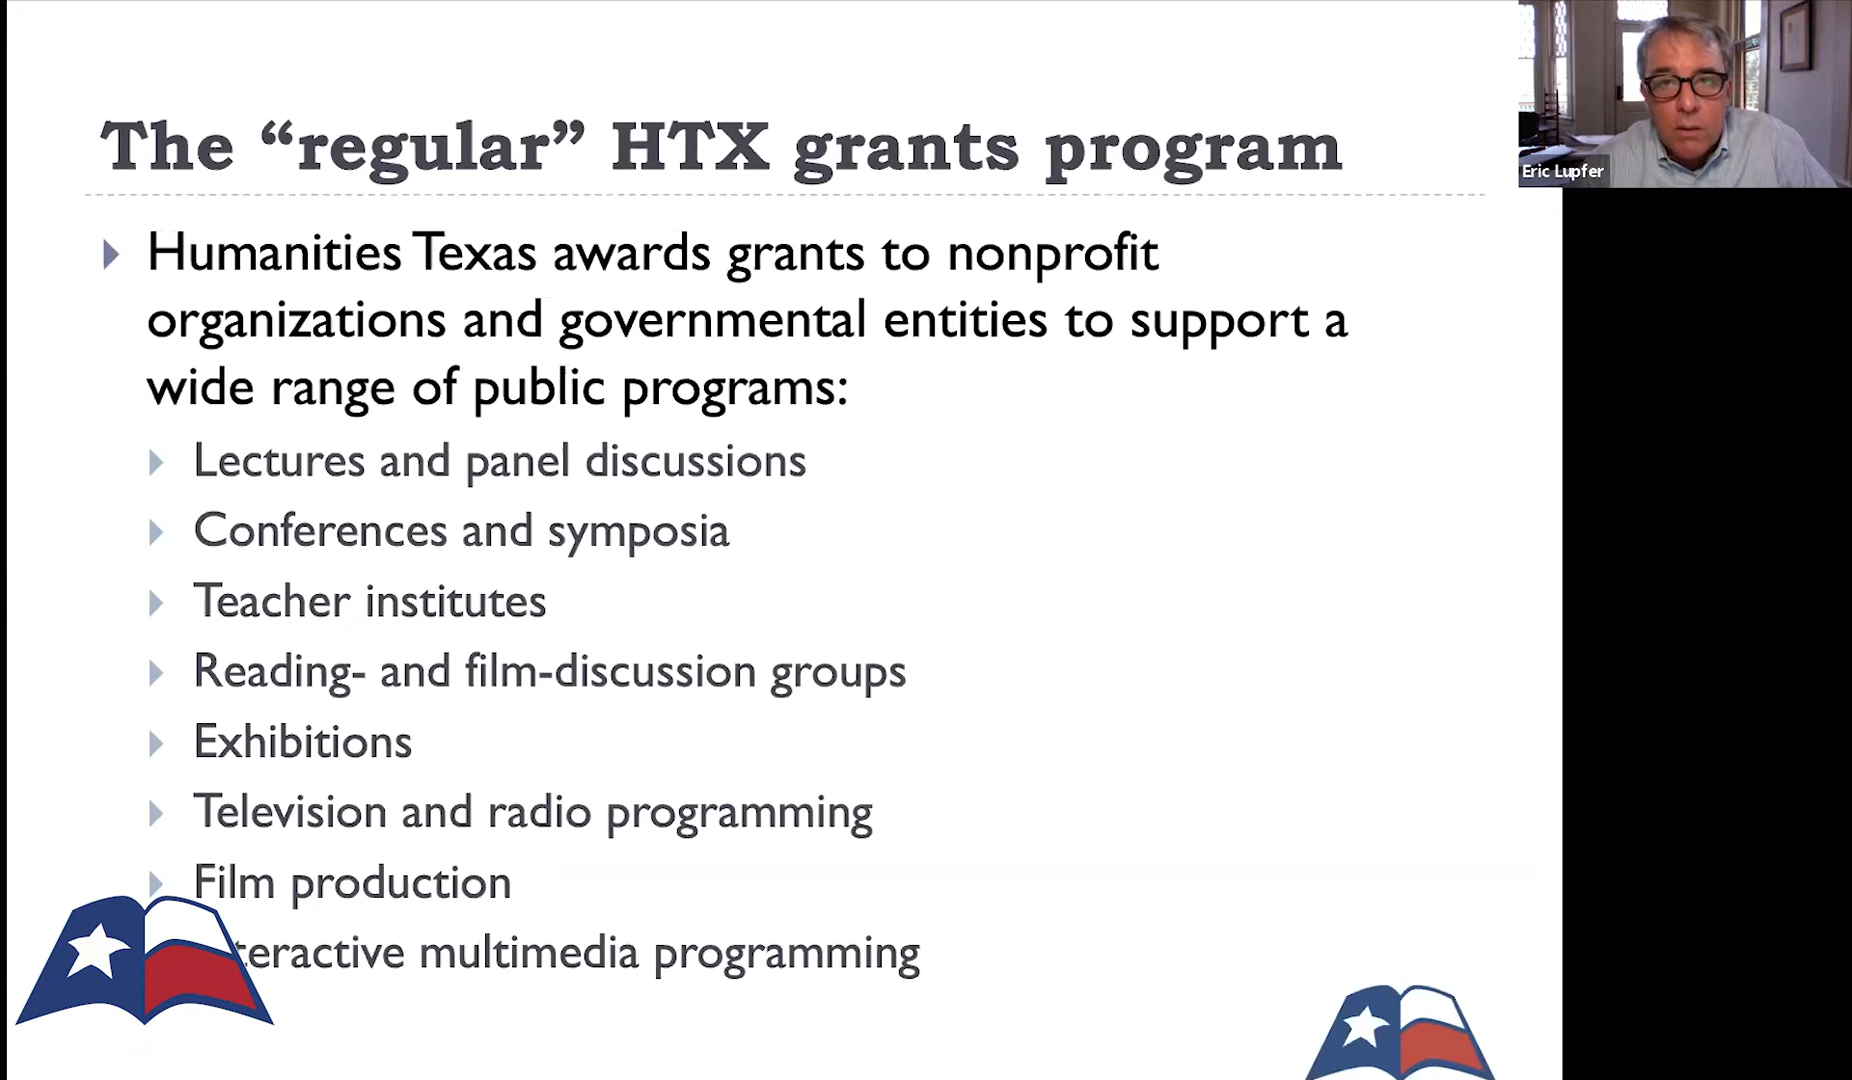 The “regular” HTX grants program
Eric Lupfer
Humanities Texas awards grants to nonprofit
organizations and governmental entities to support a
wide range of public programs:
Lectures and panel discussions
Conferences and symposia
Teacher institutes
Reading- and film-discussion groups
Exhibitions
Television and radio programming
Film production
teractive multimedia programming